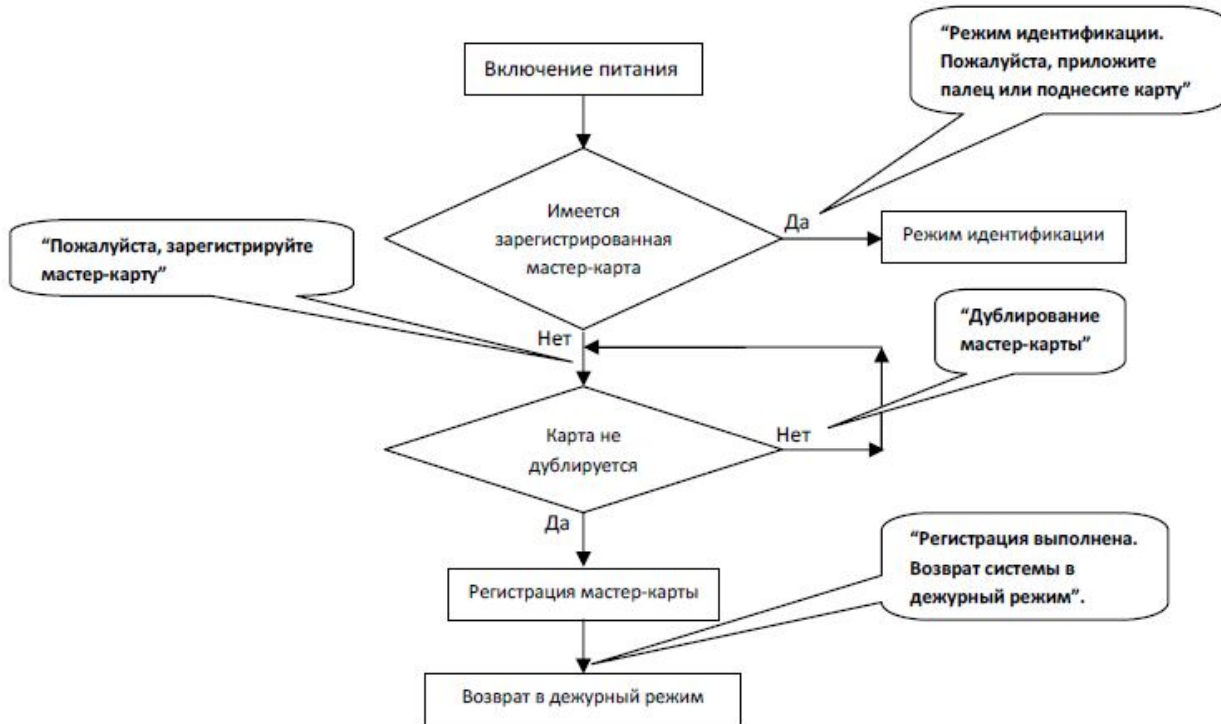 “Режим идентификации.
Пожалуйста, приложите
палец или поднесите карту”
Включение питания
Имеется
зарегистрированная
мастер-карта
Да
Режим идентификации
“Пожалуйста, зарегистрируйте
мастер-карту”
Нет
“Дублирование
мастер-карты”
Карта не
дублируется
Нет
Да
“Регистрация выполнена.
Возврат системы в
дежурный режим”.
Регистрация мастер-карты
Возврат в дежурный режим